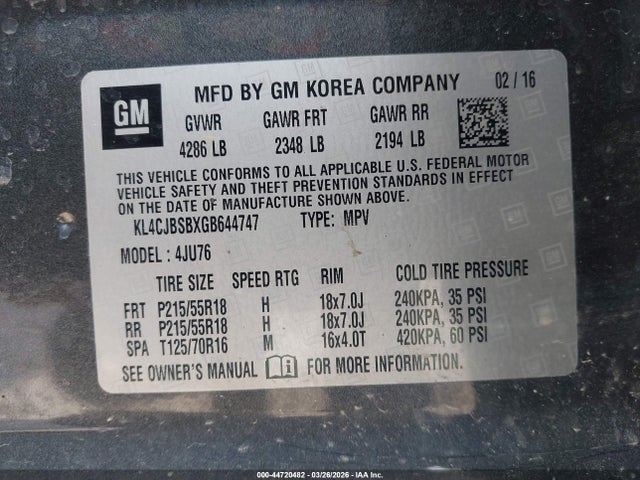 GM
MFD BY GM KOREA COMPANY 02 / 16
GVWR GAWR FRT GAWR RR
4286 LB 2348 LB 2194 LB
THIS VEHICLE CONFORMS TO ALL APPLICABLE U.S. FEDERAL MOTOR
VEHICLE SAFETY AND THEFT PREVENTION STANDARDS IN EFFECT
ON THE DATE OF MANUFACTURE SHOWN ABOVE.
KL4CJBSBXGB644747 TYPE: MPV
MODEL : 4JU76
TIRE SIZE SPEED RTG RIM COLD TIRE PRESSURE
FRT P215/55R18 H 18x7.0J 240KPA, 35 PSI
RR P215/55R18 H 18x7.0J 240KPA, 35 PSI
SPA T125/70R16 M 16x4.0T 420KPA, 60 PSI
SEE OWNER'S MANUAL FOR MORE INFORMATION.
000-44720482 - 03/26/2026 - IAA Inc.